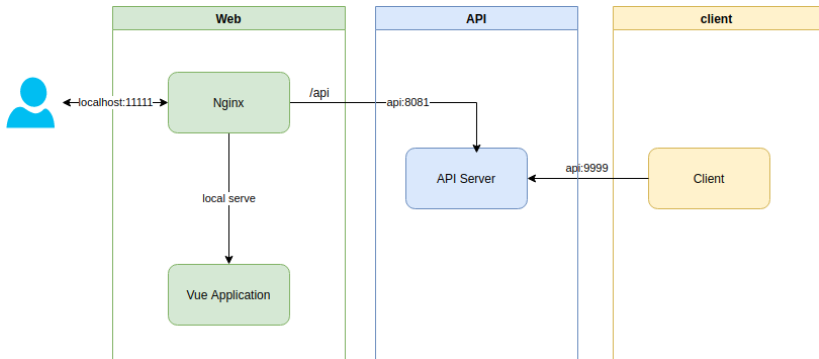 Web
API
client
localhost:11111
Nginx
/api
api:8081
API Server
api:9999
Client
local serve
Vue Application